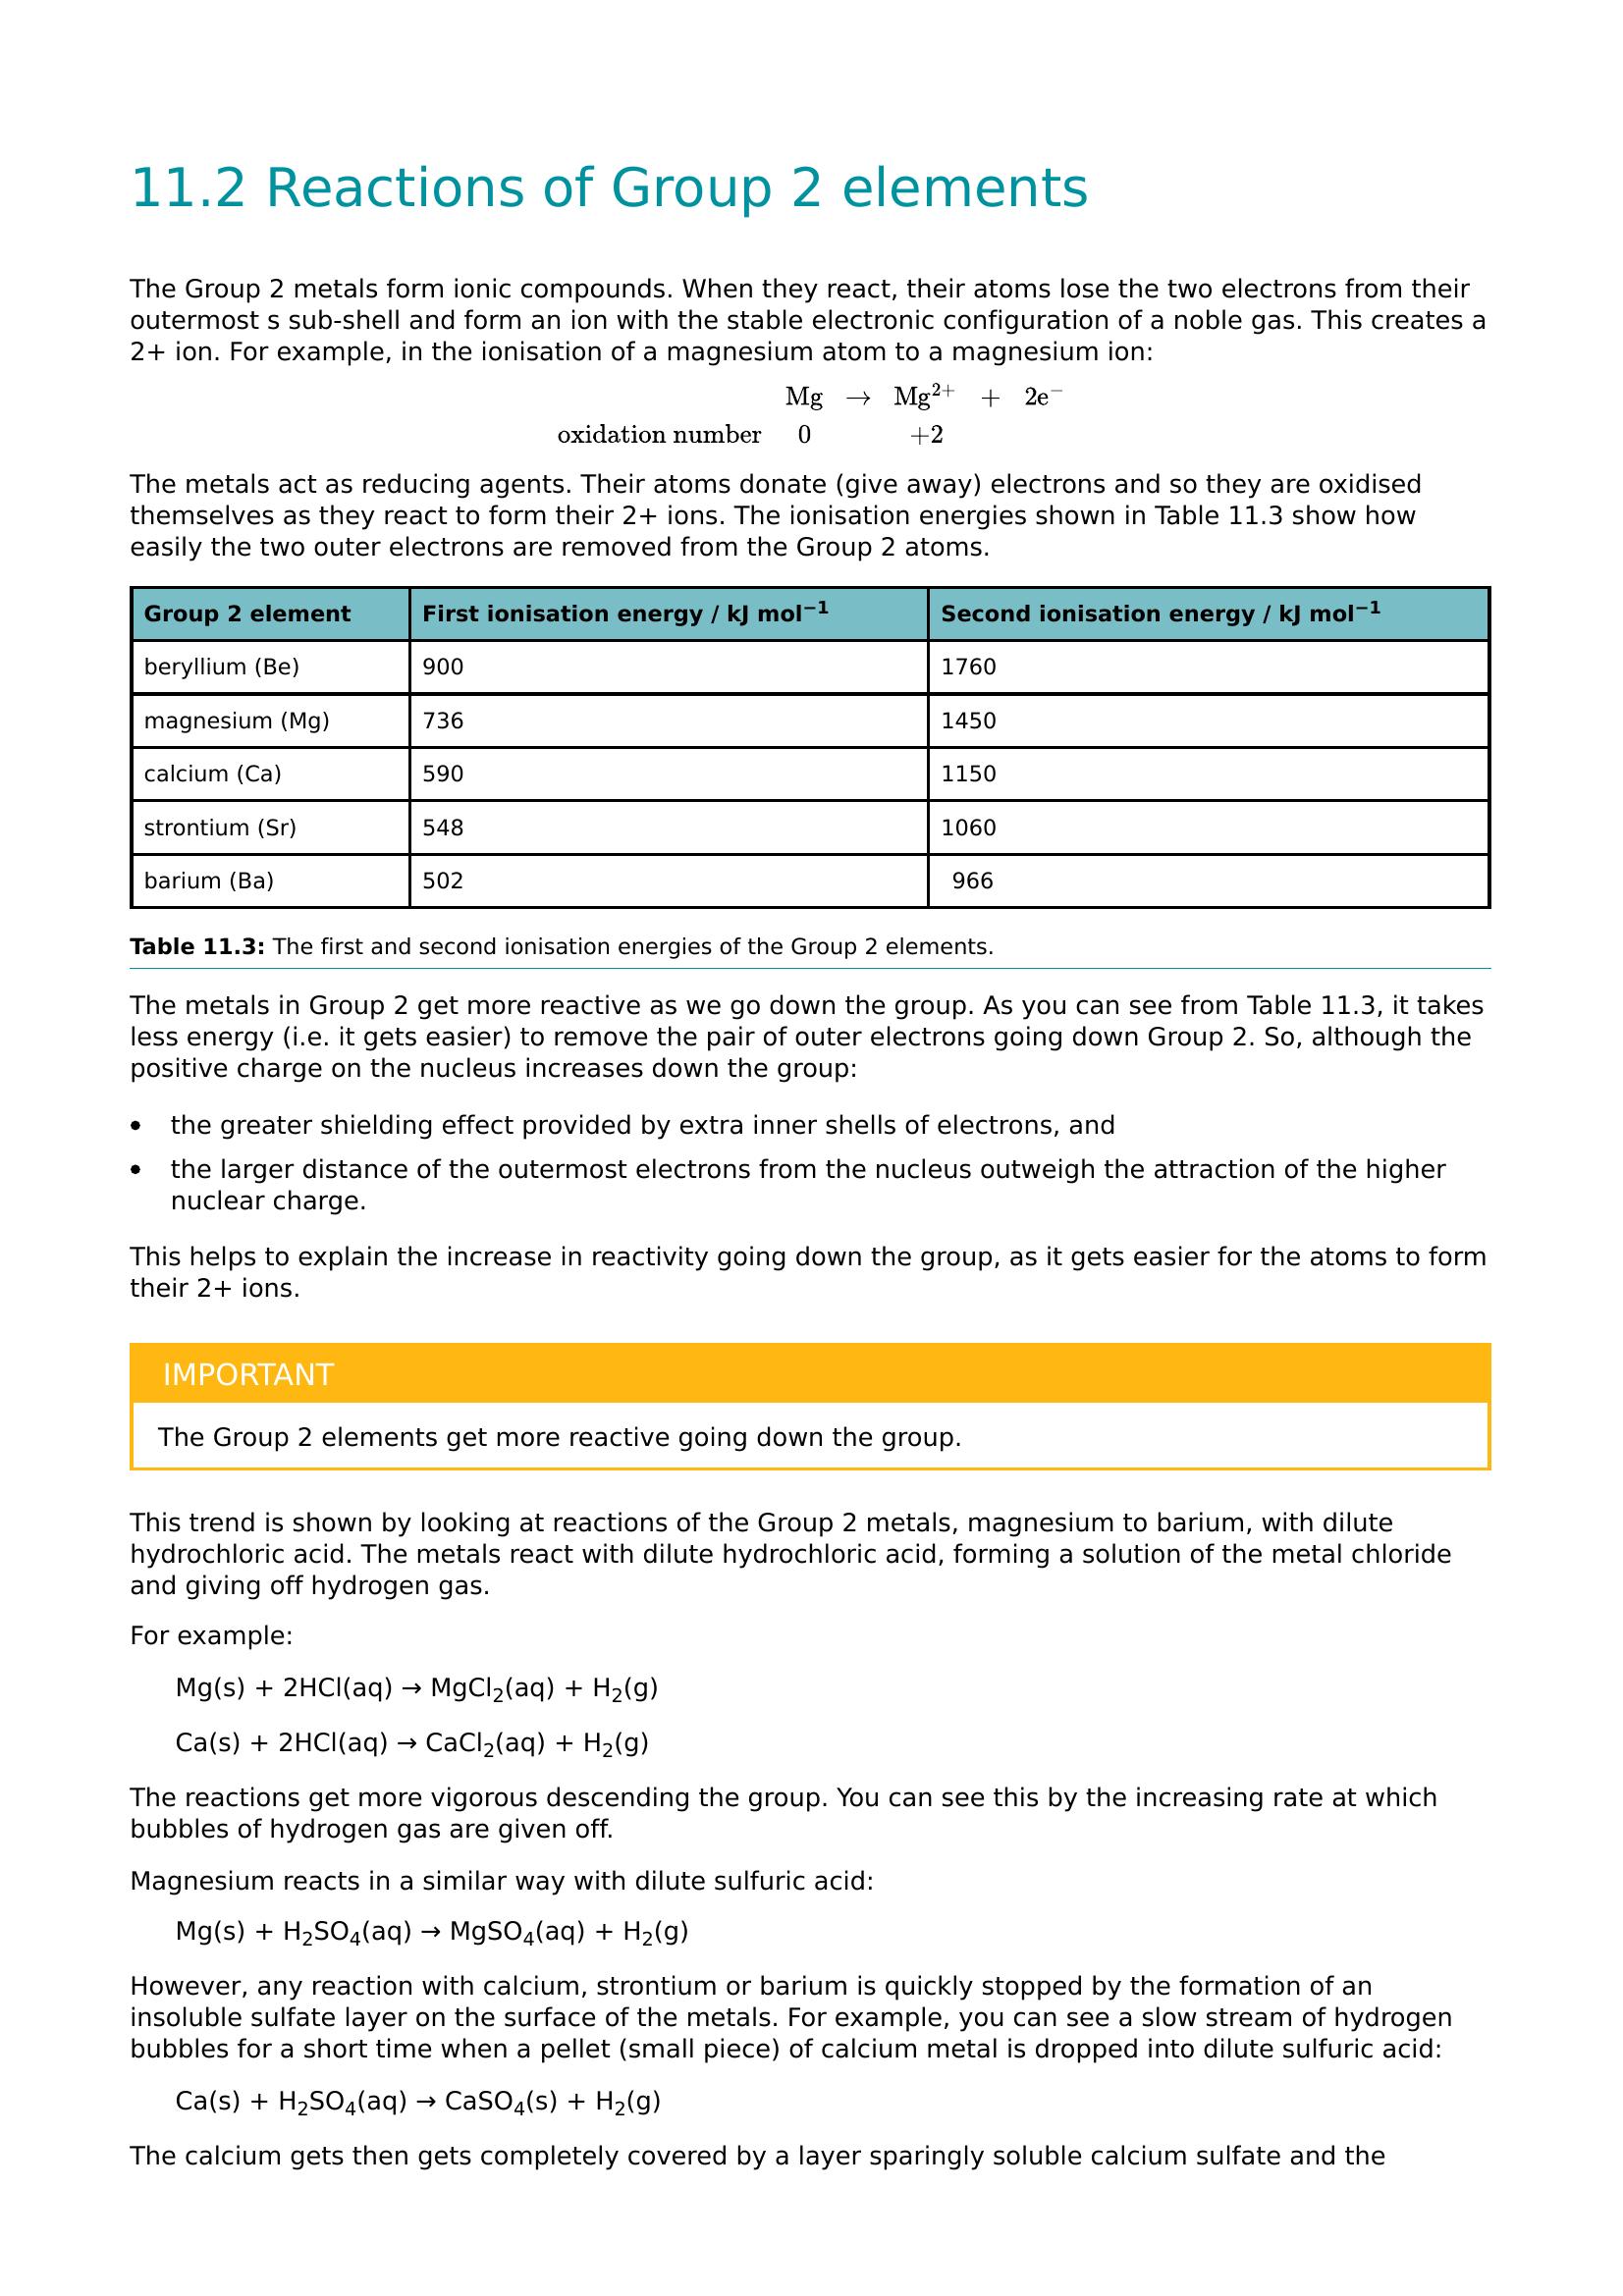 11.2 Reactions of Group 2 elements
The Group 2 metals form ionic compounds. When they react, their atoms lose the two electrons from their
outermost s sub-shell and form an ion with the stable electronic configuration of a noble gas. This creates a
2+ ion. For example, in the ionisation of a magnesium atom to a magnesium ion:
Mg → Mg²⁺ + 2e⁻
oxidation number 0 +2
The metals act as reducing agents. Their atoms donate (give away) electrons and so they are oxidised
themselves as they react to form their 2+ ions. The ionisation energies shown in Table 11.3 show how
easily the two outer electrons are removed from the Group 2 atoms.
Group 2 element First ionisation energy / kJ mol⁻¹ Second ionisation energy / kJ mol⁻¹
beryllium (Be) 900 1760
magnesium (Mg) 736 1450
calcium (Ca) 590 1150
strontium (Sr) 548 1060
barium (Ba) 502 966
Table 11.3: The first and second ionisation energies of the Group 2 elements.
The metals in Group 2 get more reactive as we go down the group. As you can see from Table 11.3, it takes
less energy (i.e. it gets easier) to remove the pair of outer electrons going down Group 2. So, although the
positive charge on the nucleus increases down the group:
• the greater shielding effect provided by extra inner shells of electrons, and
• the larger distance of the outermost electrons from the nucleus outweigh the attraction of the higher
nuclear charge.
This helps to explain the increase in reactivity going down the group, as it gets easier for the atoms to form
their 2+ ions.
IMPORTANT
The Group 2 elements get more reactive going down the group.
This trend is shown by looking at reactions of the Group 2 metals, magnesium to barium, with dilute
hydrochloric acid. The metals react with dilute hydrochloric acid, forming a solution of the metal chloride
and giving off hydrogen gas.
For example:
Mg(s) + 2HCl(aq) → MgCl₂(aq) + H₂(g)
Ca(s) + 2HCl(aq) → CaCl₂(aq) + H₂(g)
The reactions get more vigorous descending the group. You can see this by the increasing rate at which
bubbles of hydrogen gas are given off.
Magnesium reacts in a similar way with dilute sulfuric acid:
Mg(s) + H₂SO₄(aq) → MgSO₄(aq) + H₂(g)
However, any reaction with calcium, strontium or barium is quickly stopped by the formation of an
insoluble sulfate layer on the surface of the metals. For example, you can see a slow stream of hydrogen
bubbles for a short time when a pellet (small piece) of calcium metal is dropped into dilute sulfuric acid:
Ca(s) + H₂SO₄(aq) → CaSO₄(s) + H₂(g)
The calcium gets then gets completely covered by a layer sparingly soluble calcium sulfate and the